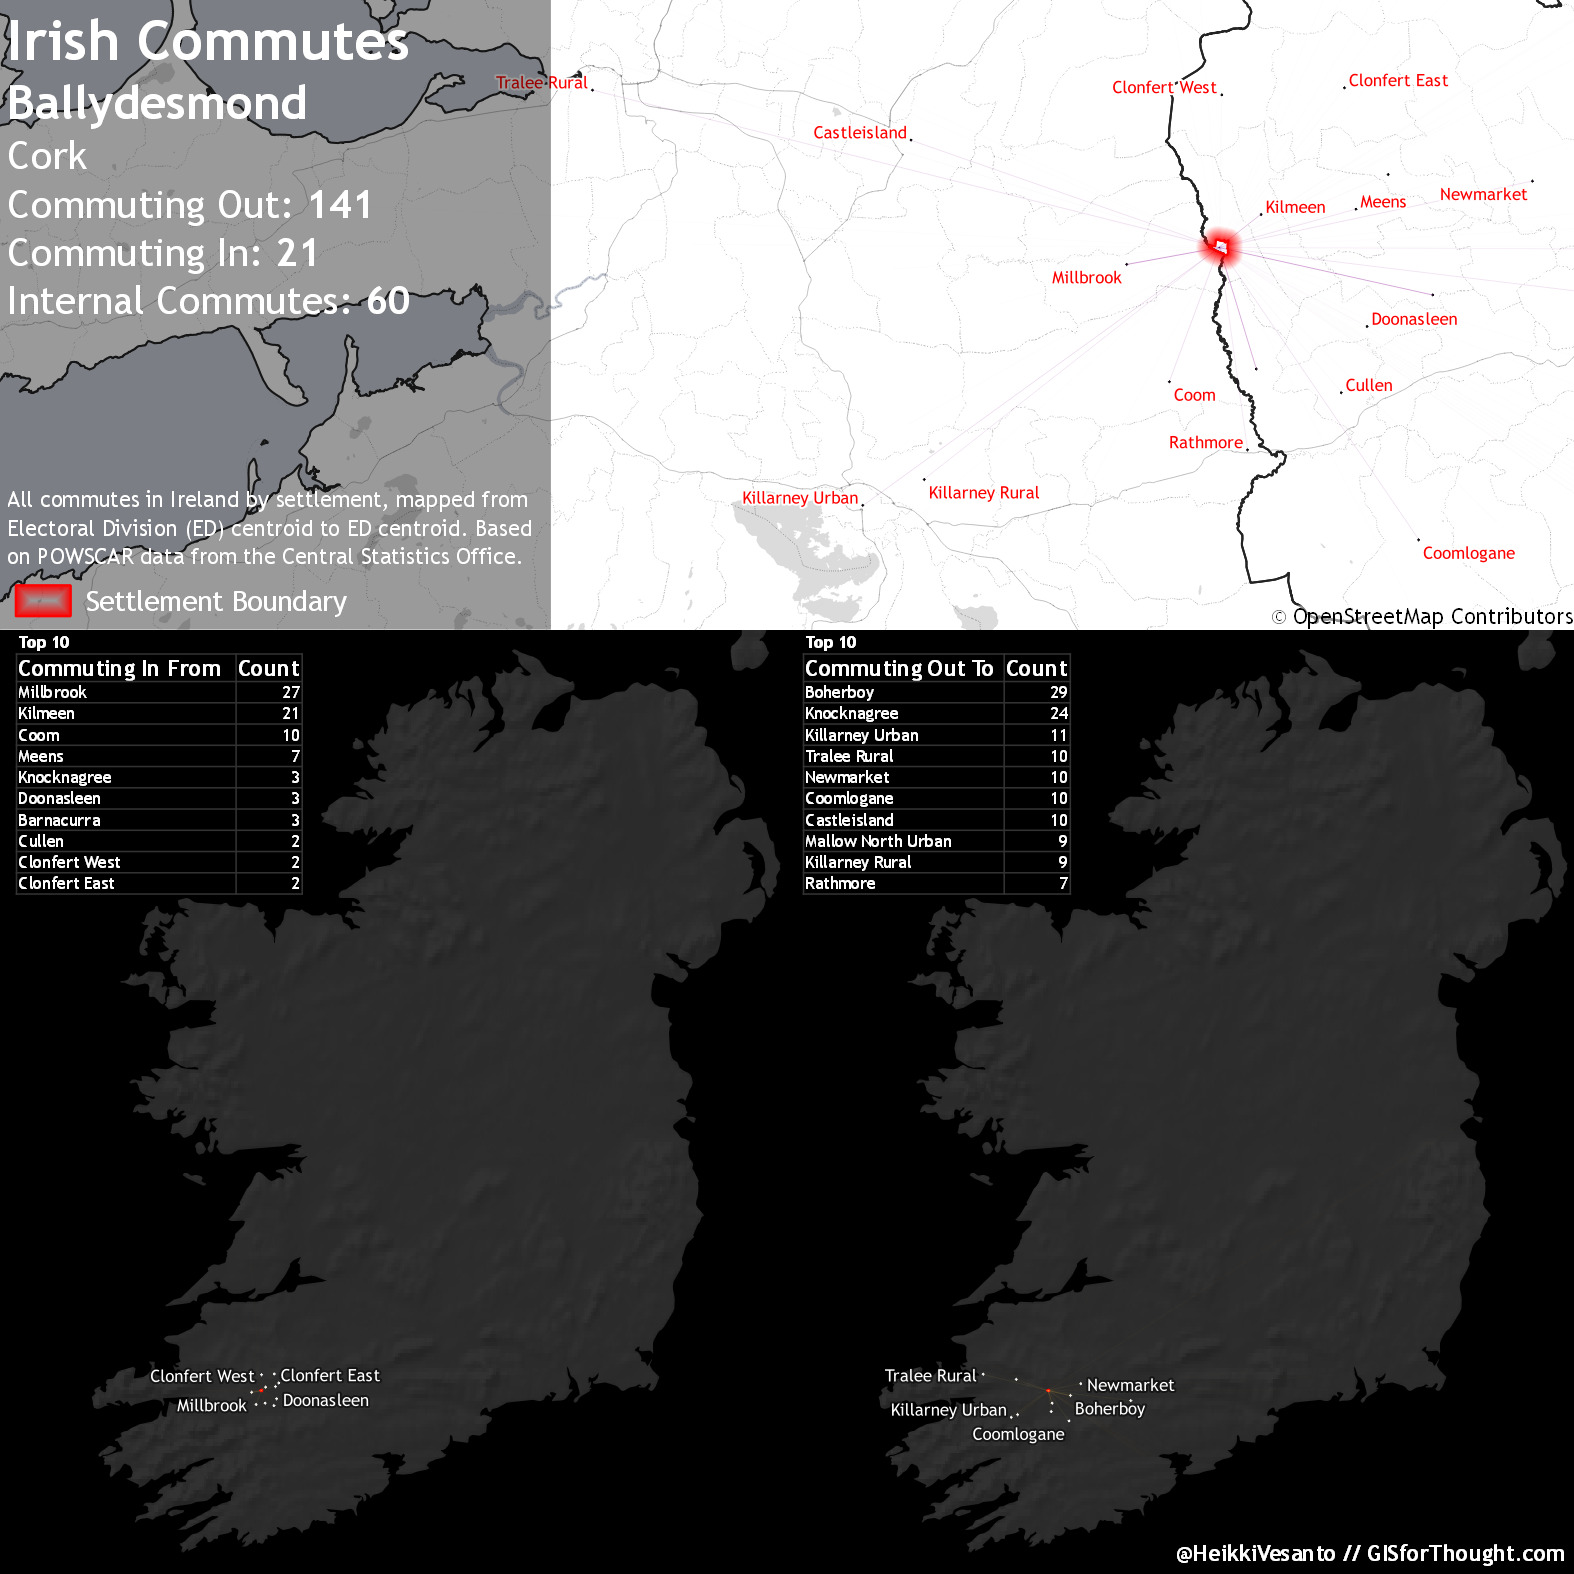 Irish Commutes
Ballydesmond
Cork
Commuting Out: 141
Commuting In: 21
Internal Commutes: 60
All commutes in Ireland by settlement, mapped from
Electoral Division (ED) centroid to ED centroid. Based
on POWSCAR data from the Central Statistics Office.
Settlement Boundary
Tralee Rural
Castleisland
Clonfert West
Clonfert East
Kilmeen
Meens
Newmarket
Millbrook
Doonasleen
Coom
Cullen
Rathmore
Killarney Urban
Killarney Rural
Coomlogane
© OpenStreetMap Contributors
Top 10
Commuting In From Count
Millbrook 27
Kilmeen 21
Coom 10
Meens 7
Knocknagree 3
Doonasleen 3
Barnacurra 3
Cullen 2
Clonfert West 2
Clonfert East 2
Top 10
Commuting Out To Count
Boherboy 29
Knocknagree 24
Killarney Urban 11
Tralee Rural 10
Newmarket 10
Coomlogane 10
Castleisland 10
Mallow North Urban 9
Killarney Rural 9
Rathmore 7
Clonfert West
Clonfert East
Millbrook
Doonasleen
Tralee Rural
Newmarket
Killarney Urban
Boherboy
Coomlogane
@HeikkiVesanto // GISforThought.com